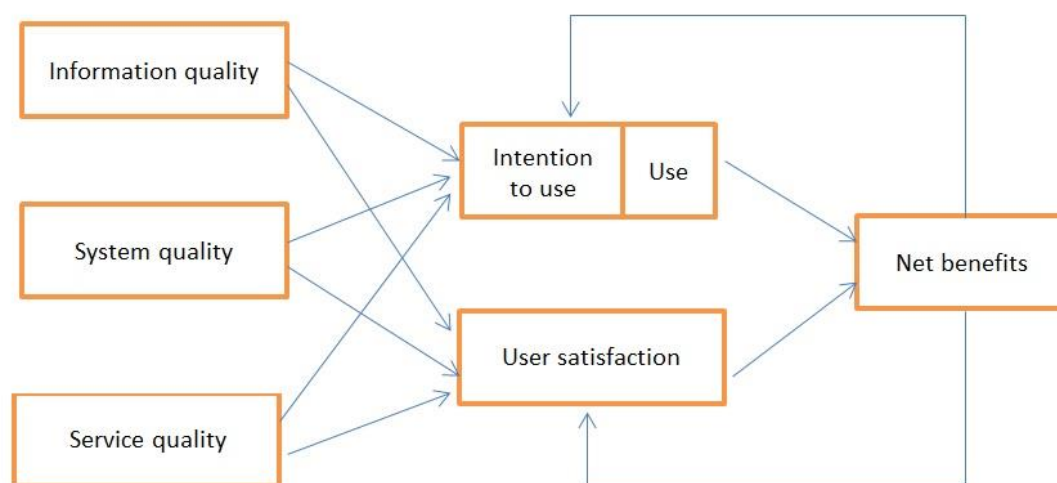 Information quality
System quality
Service quality
Intention
to use
Use
User satisfaction
Net benefits